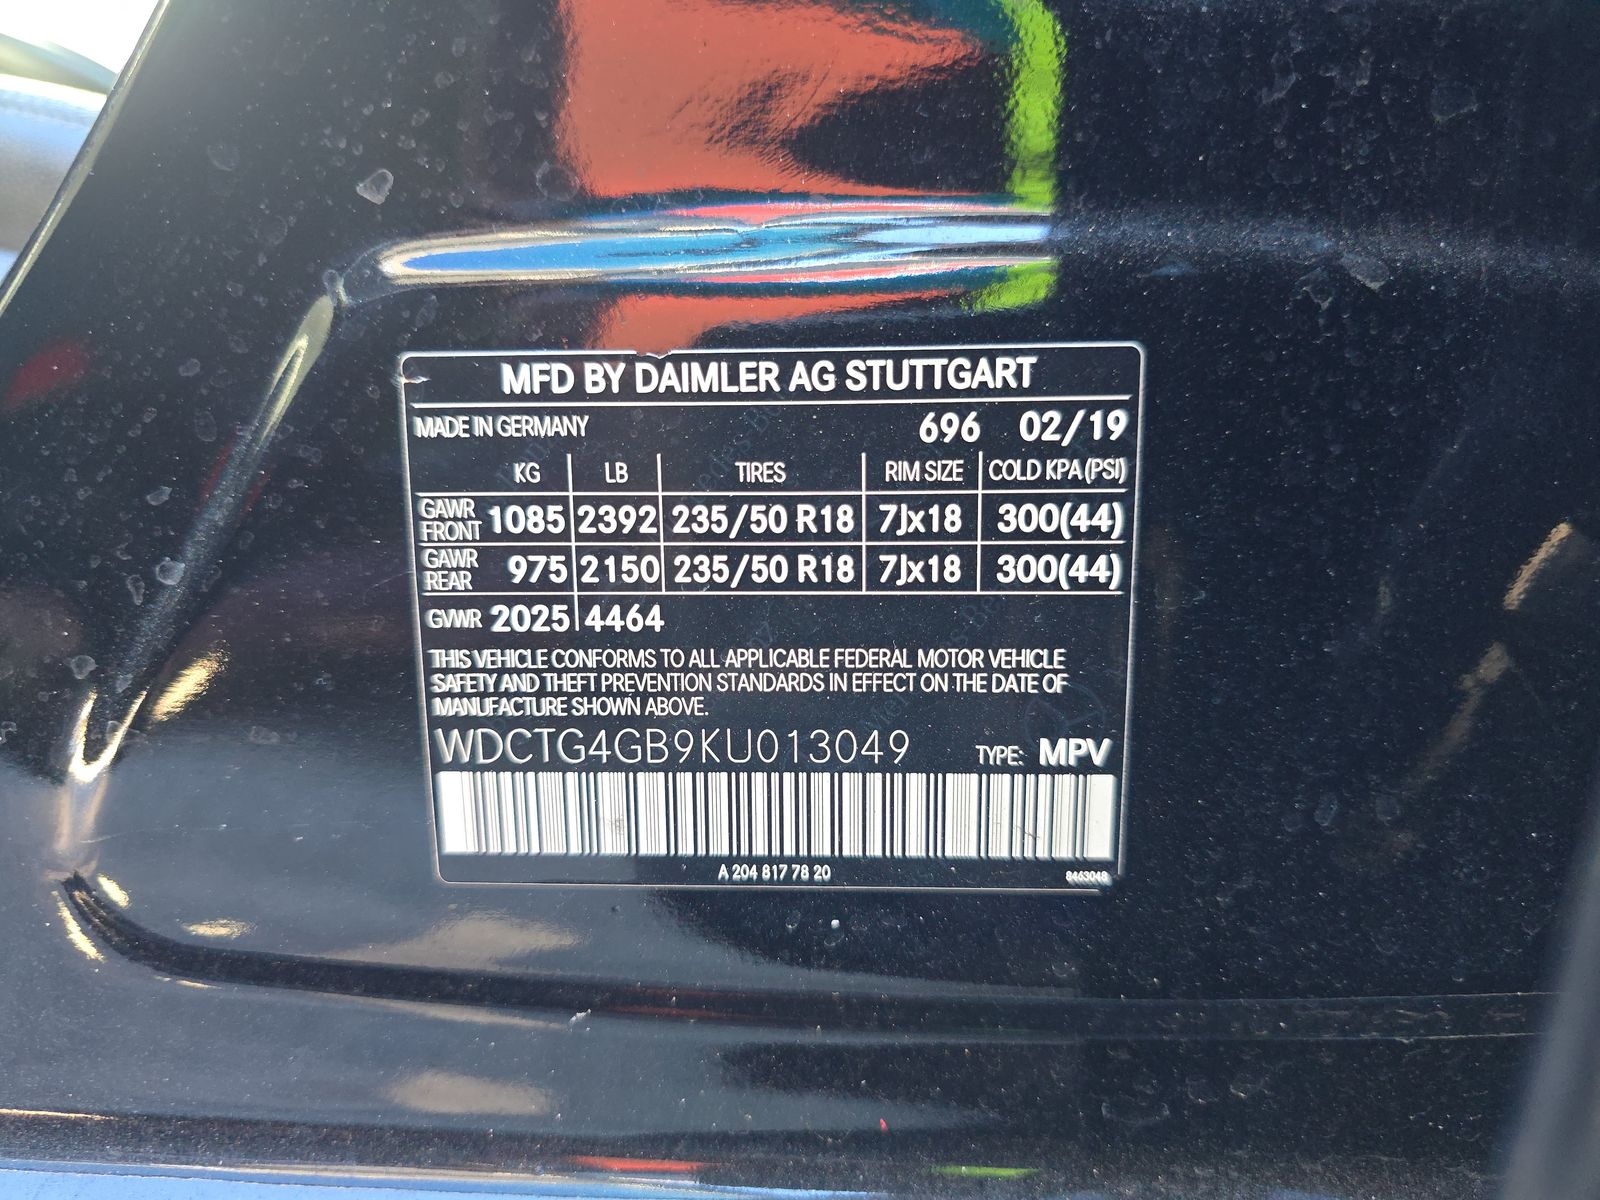 MFD BY DAIMLER AG STUTTGART
MADE IN GERMANY 696 02/19
KG LB TIRES RIM SIZE COLD KPA(PSI)
GAWR FRONT 1085 2392 235/50 R18 7Jx18 300(44)
GAWR REAR 975 2150 235/50 R18 7Jx18 300(44)
GVWR 2025 4464
THIS VEHICLE CONFORMS TO ALL APPLICABLE FEDERAL MOTOR VEHICLE
SAFETY AND THEFT PREVENTION STANDARDS IN EFFECT ON THE DATE OF
MANUFACTURE SHOWN ABOVE.
WDCTG4GB9KU013049 TYPE: MPV
A 204 817 78 20 8463048